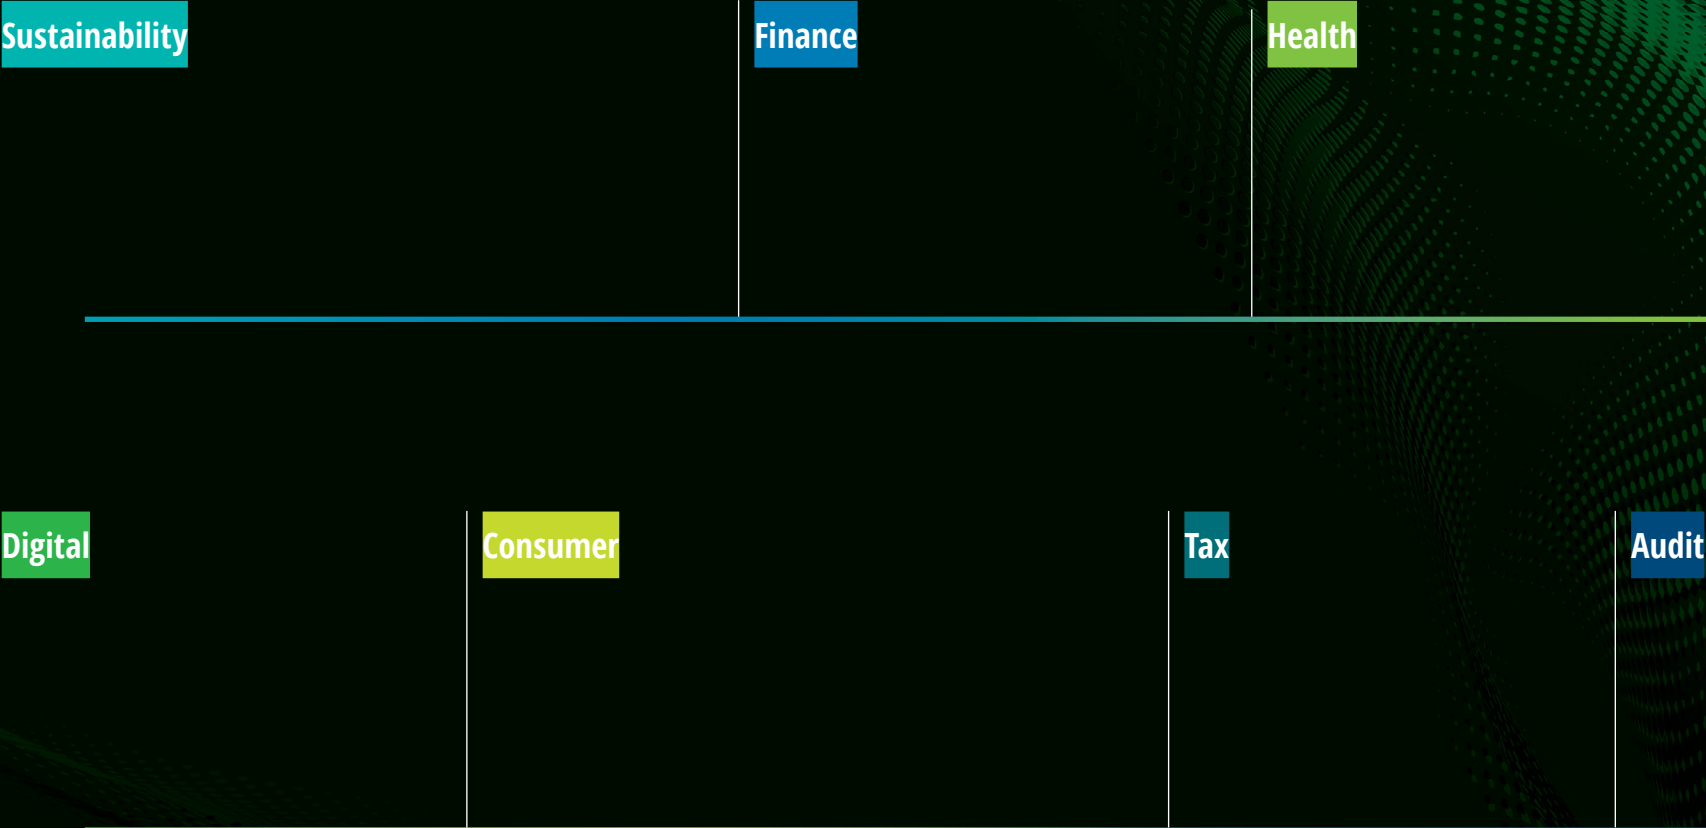 Sustainability
Finance
Health
Digital
Consumer
Tax
Audit